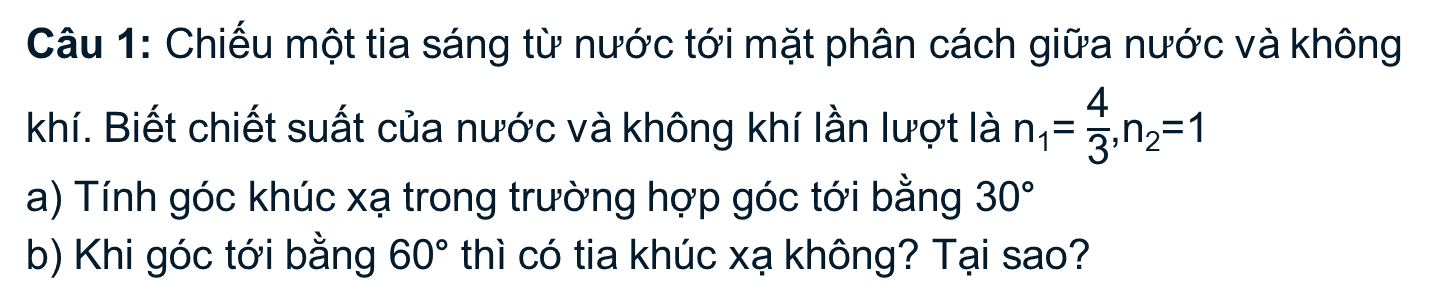 Câu 1: Chiếu một tia sáng từ nước tới mặt phân cách giữa nước và không
khí. Biết chiết suất của nước và không khí lần lượt là n₁= 4/3,n₂=1
a) Tính góc khúc xạ trong trường hợp góc tới bằng 30°
b) Khi góc tới bằng 60° thì có tia khúc xạ không? Tại sao?